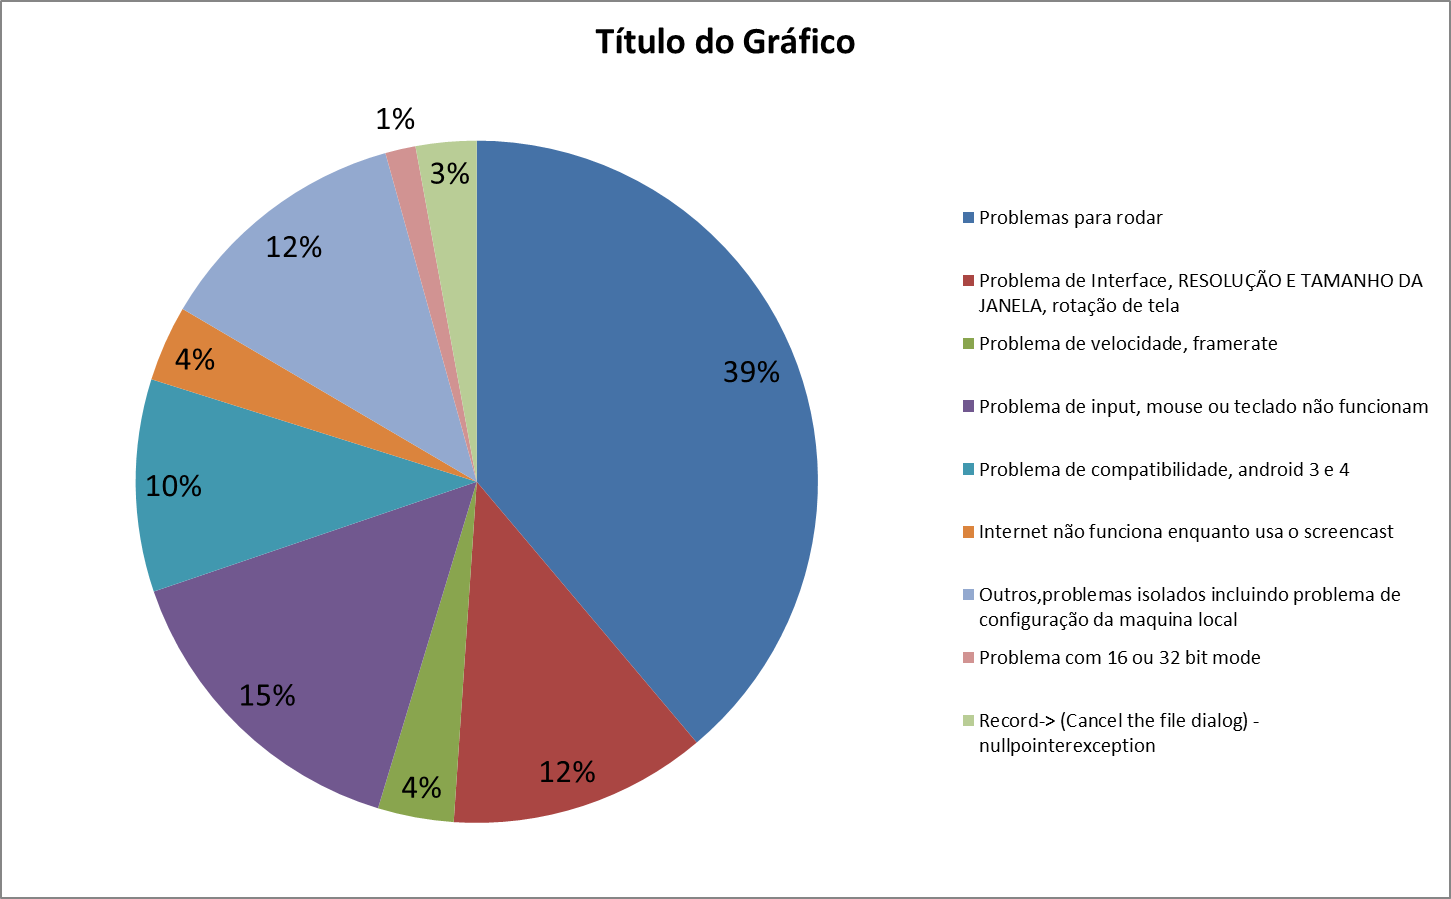 Título do Gráfico
1%
3%
12%
39%
4%
10%
15%
12%
4%
Problemas para rodar
Problema de Interface, RESOLUÇÃO E TAMANHO DA
JANELA, rotação de tela
Problema de velocidade, framerate
Problema de input, mouse ou teclado não funcionam
Problema de compatibilidade, android 3 e 4
Internet não funciona enquanto usa o screencast
Outros,problemas isolados incluindo problema de
configuração da maquina local
Problema com 16 ou 32 bit mode
Record-> (Cancel the file dialog) -
nullpointerexception